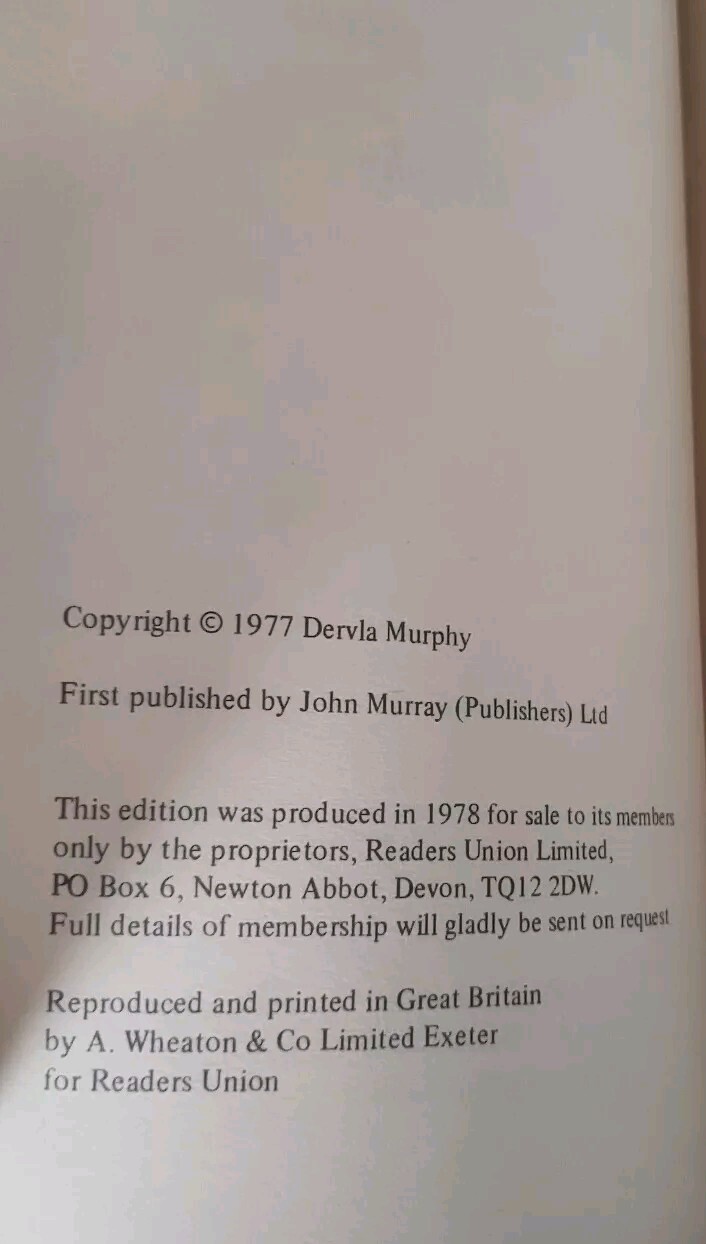 Copyright © 1977 Dervla Murphy
First published by John Murray (Publishers) Ltd
This edition was produced in 1978 for sale to its members
only by the proprietors, Readers Union Limited,
PO Box 6, Newton Abbot, Devon, TQ12 2DW.
Full details of membership will gladly be sent on request
Reproduced and printed in Great Britain
by A. Wheaton & Co Limited Exeter
for Readers Union